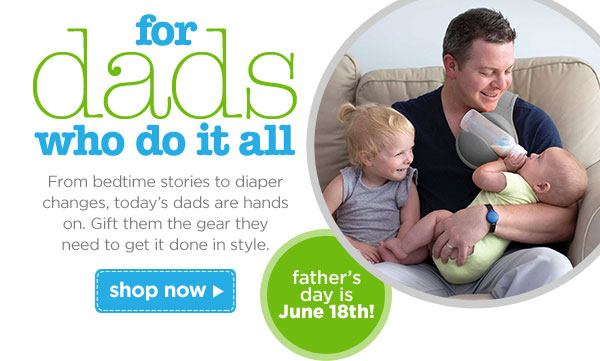 for
dads
who do it all
From bedtime stories to diaper
changes, today's dads are hands
on. Gift them the gear they
need to get it done in style.
shop now
father's
day is
June 18th!